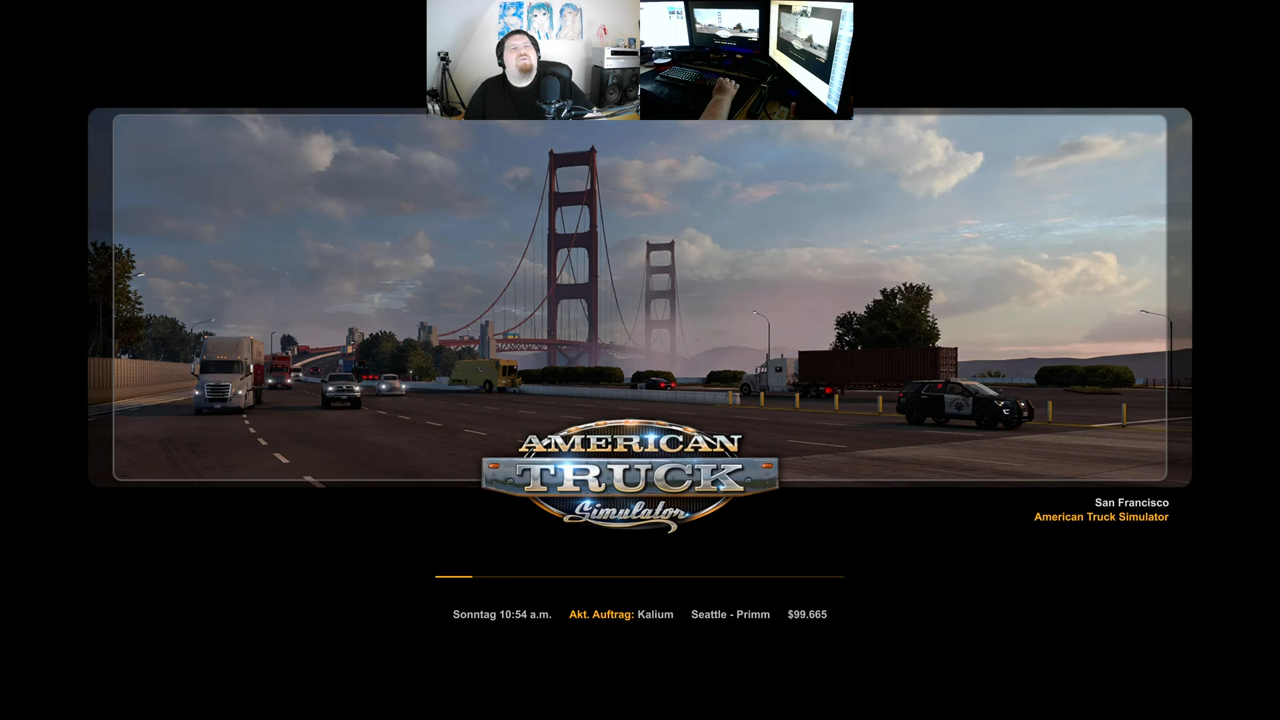 AMERICAN
TRUCK
Simulator
San Francisco
American Truck Simulator
Sonntag 10:54 a.m. Akt. Auftrag: Kalium Seattle - Primm $99.665